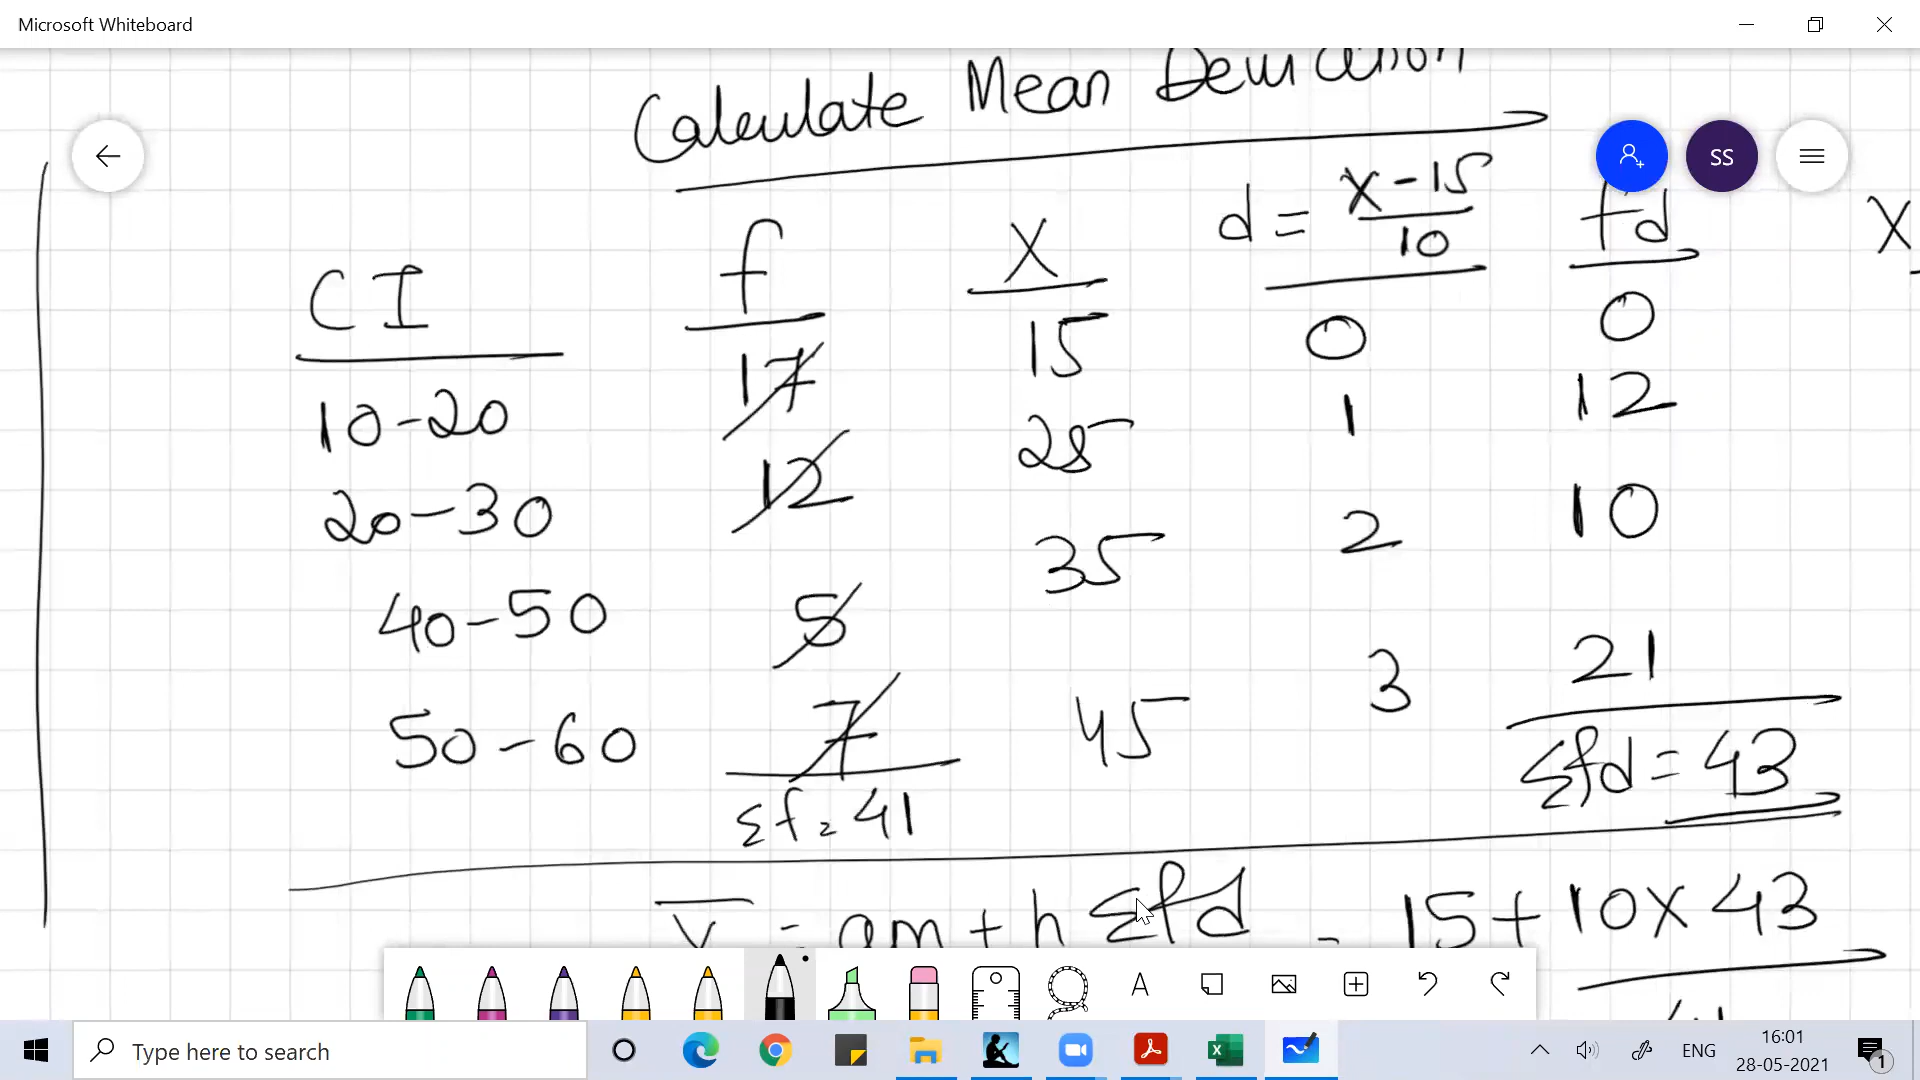 Microsoft Whiteboard
Calculate Mean Deviation
SS
CI f X d = X - 15 / 10 fd X
10-20 17 15 0 0
20-30 12 25 1 12
40-50 5 35 2 10
50-60 7 45 3 21
Σf = 41 Σfd = 43
= am + h Σfd = 15 + 10 X 43
A
Type here to search
ENG
16:01
28-05-2021
1